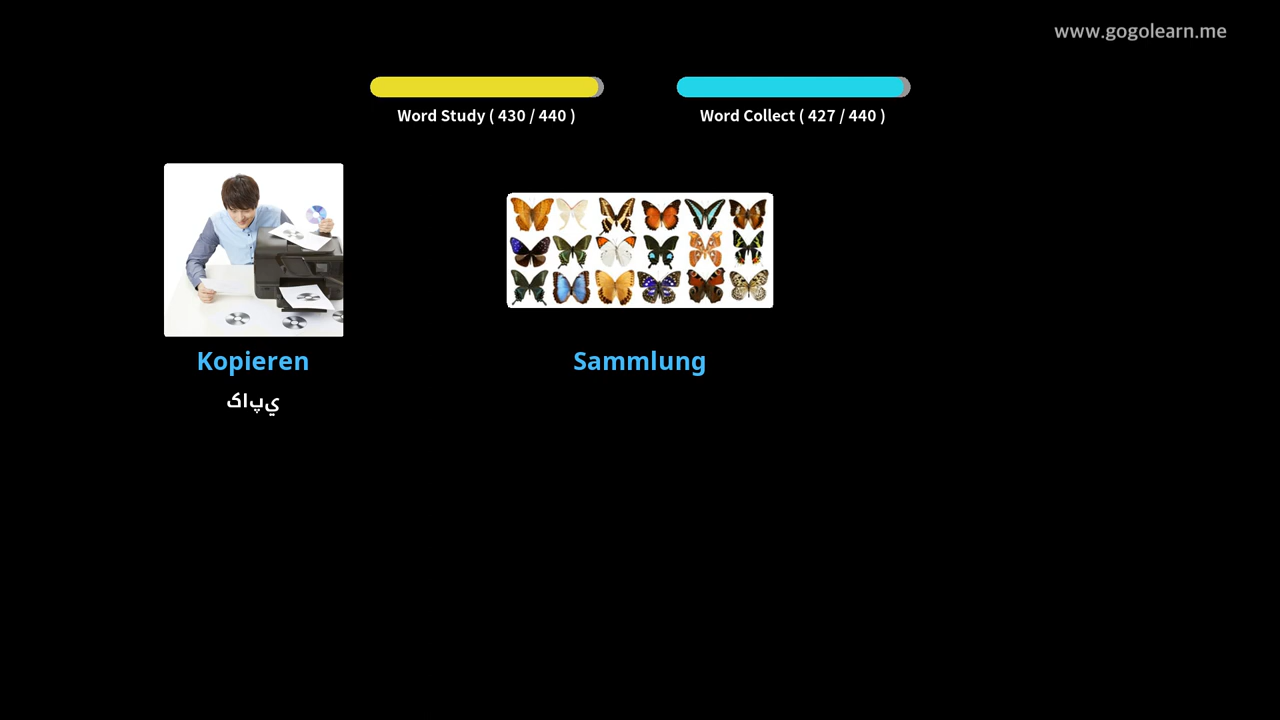 www.gogolearn.me
Word Study ( 430 / 440 )
Word Collect ( 427 / 440 )
Kopieren
Sammlung
کاپي